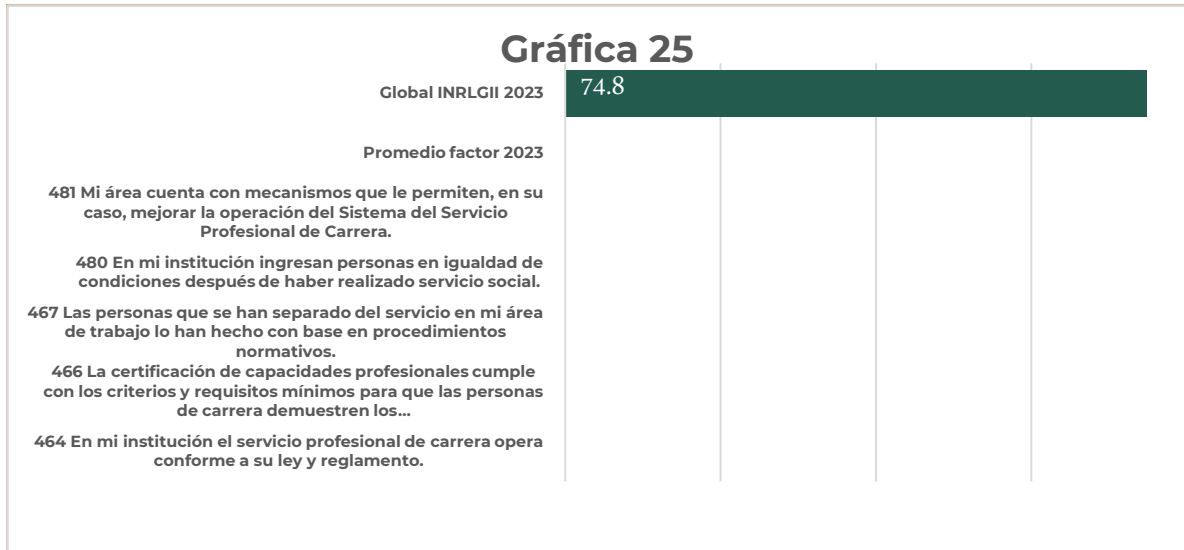 Gráfica 25
Global INRLGII 2023
74.8
Promedio factor 2023
481 Mi área cuenta con mecanismos que le permiten, en su
caso, mejorar la operación del Sistema del Servicio
Profesional de Carrera.
480 En mi institución ingresan personas en igualdad de
condiciones después de haber realizado servicio social.
467 Las personas que se han separado del servicio en mi área
de trabajo lo han hecho con base en procedimientos
normativos.
466 La certificación de capacidades profesionales cumple
con los criterios y requisitos mínimos para que las personas
de carrera demuestren los...
464 En mi institución el servicio profesional de carrera opera
conforme a su ley y reglamento.